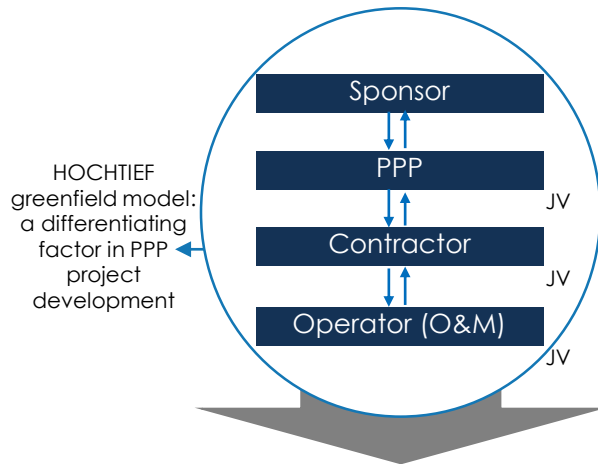 Sponsor
PPP
JV
HOCHTIEF
greenfield model:
a differentiating
factor in PPP
project
development
Contractor
JV
Operator (O&M)
JV